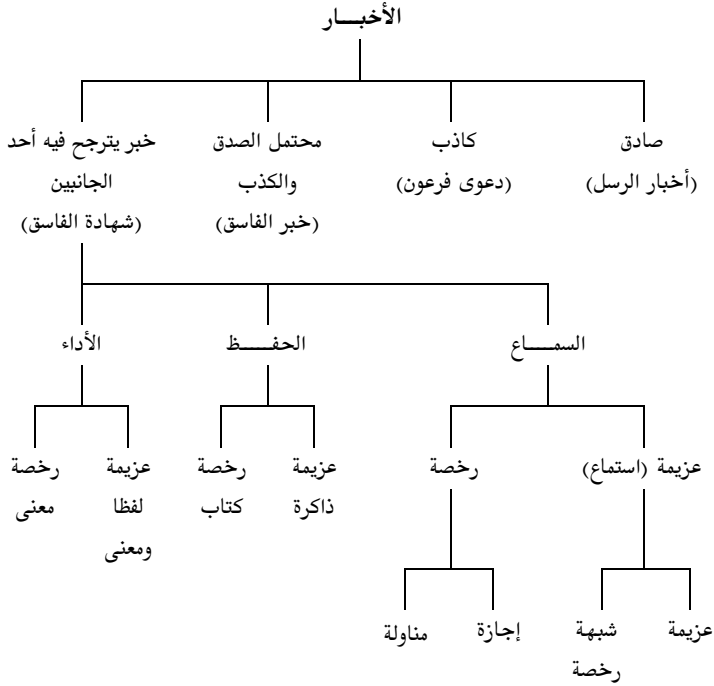 الأخبـــار
صادق
(أخبار الرسل)
كاذب
(دعوى فرعون)
محتمل الصدق
والكذب
(خبر الفاسق)
خبر يترجح فيه أحد
الجانبين
(شهادة الفاسق)
السمـــاع
الحفـــظ
الأداء
عزيمة (استماع)
رخصة
عزيمة
ذاكرة
رخصة
كتاب
عزيمة
لفظا
ومعنى
رخصة
معنى
عزيمة
شبهة
رخصة
إجازة
مناولة